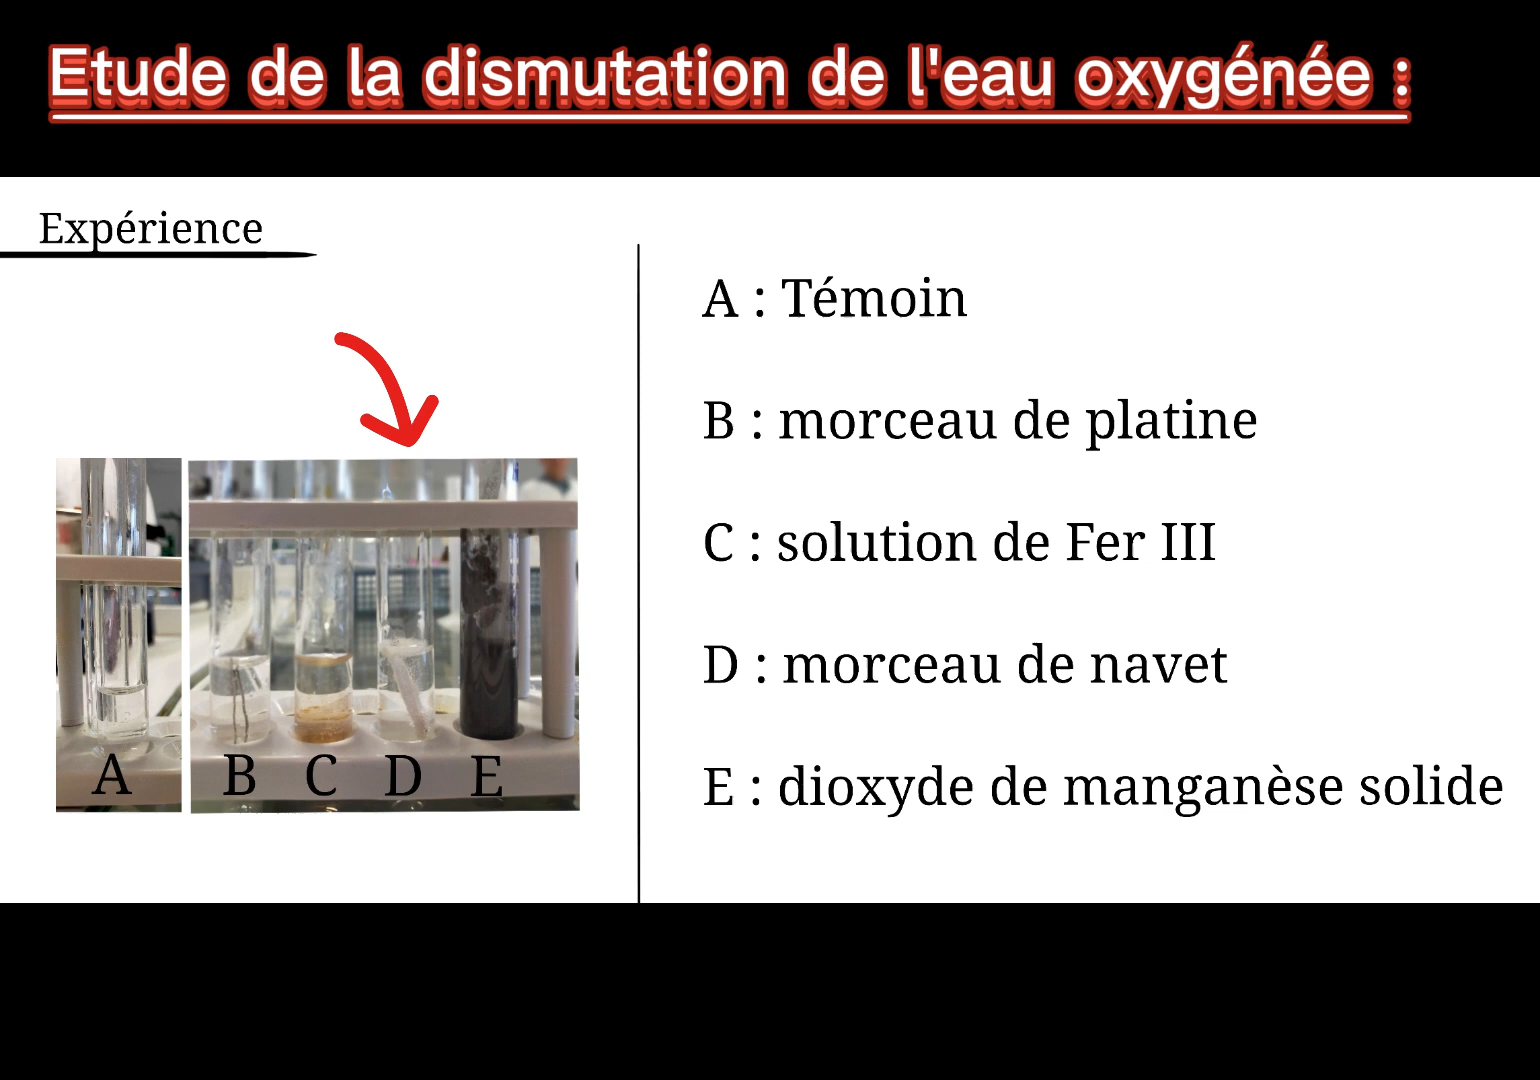 Etude de la dismutation de l'eau oxygénée :
Expérience
A : Témoin
B : morceau de platine
C : solution de Fer III
D : morceau de navet
E : dioxyde de manganèse solide
A B C D E